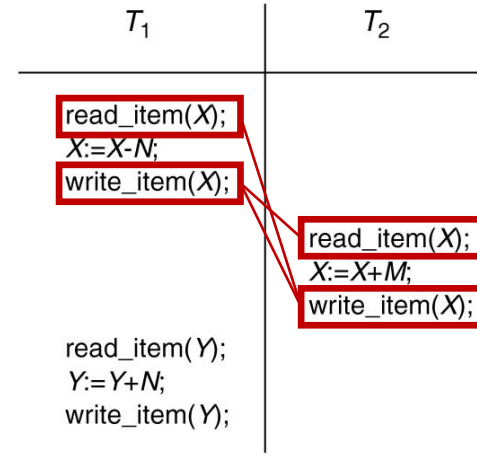 T1 T2
read_item(X);
X:=X-N;
write_item(X);
read_item(X);
X:=X+M;
write_item(X);
read_item(Y);
Y:=Y+N;
write_item(Y);